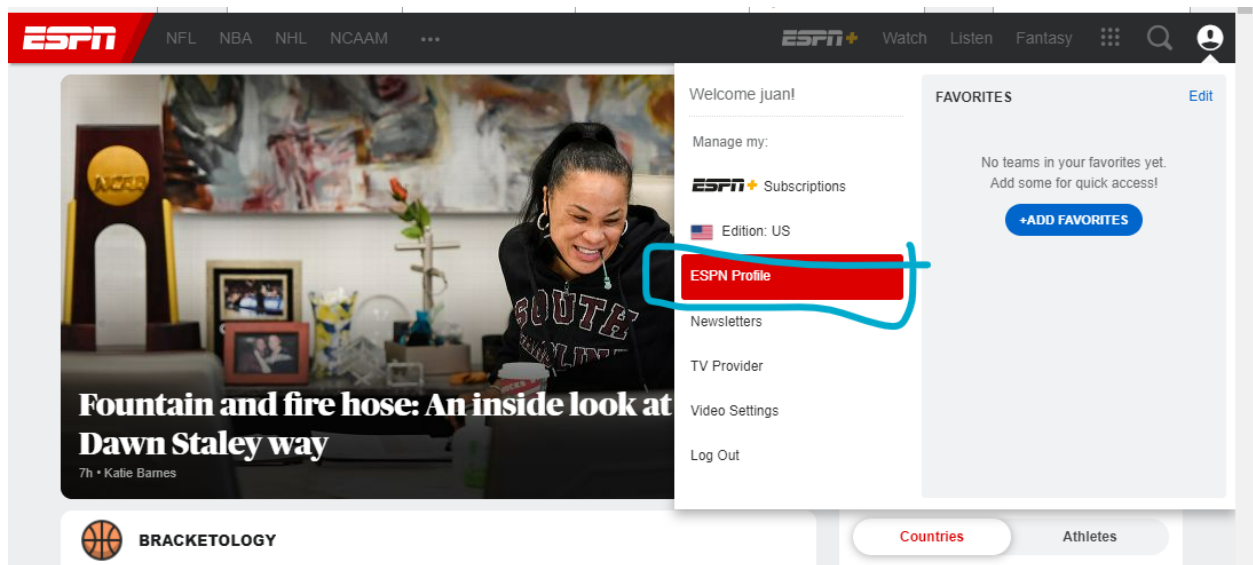 ESPN
NFL NBA NHL NCAAM ...
ESPN+ Watch Listen Fantasy
Welcome juan!
Manage my:
ESPN+ Subscriptions
Edition: US
ESPN Profile
Newsletters
TV Provider
Video Settings
Log Out
FAVORITES Edit
No teams in your favorites yet.
Add some for quick access!
+ADD FAVORITES
NCAA
SOUTH
CAROLINA
Fountain and fire hose: An inside look at
Dawn Staley way
7h • Katie Barnes
BRACKETOLOGY
Countries Athletes